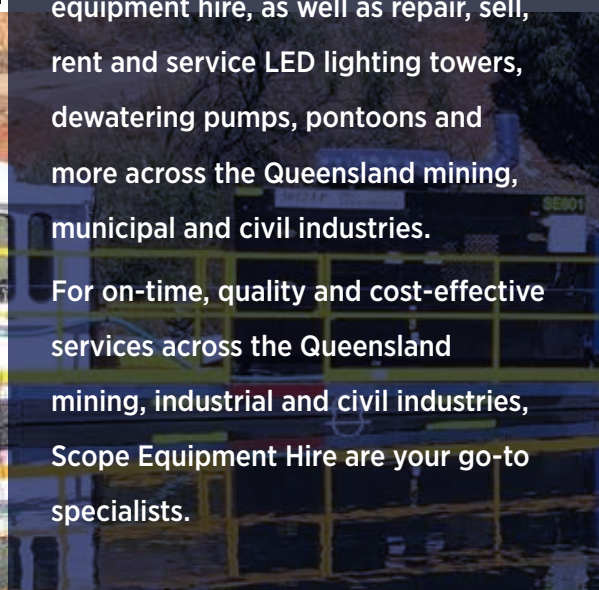 equipment hire, as well as repair, sell,
rent and service LED lighting towers,
dewatering pumps, pontoons and
more across the Queensland mining,
municipal and civil industries.
SE601
For on-time, quality and cost-effective
services across the Queensland
mining, industrial and civil industries,
Scope Equipment Hire are your go-to
specialists.